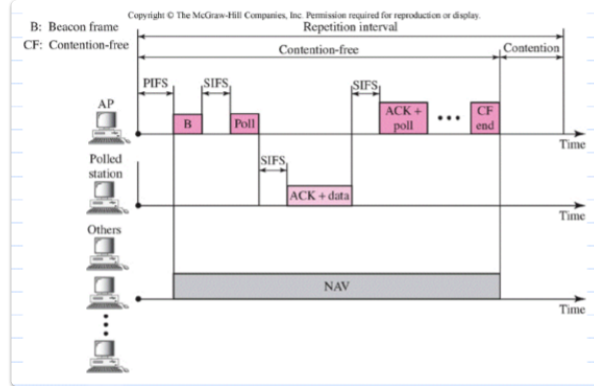 Copyright © The McGraw-Hill Companies, Inc. Permission required for reproduction or display.
B: Beacon frame
CF: Contention-free
Repetition interval
Contention-free
Contention
PIFS
SIFS
SIFS
AP
B
Poll
ACK +
poll
CF
end
Time
Polled
station
SIFS
ACK + data
Time
Others
NAV
Time